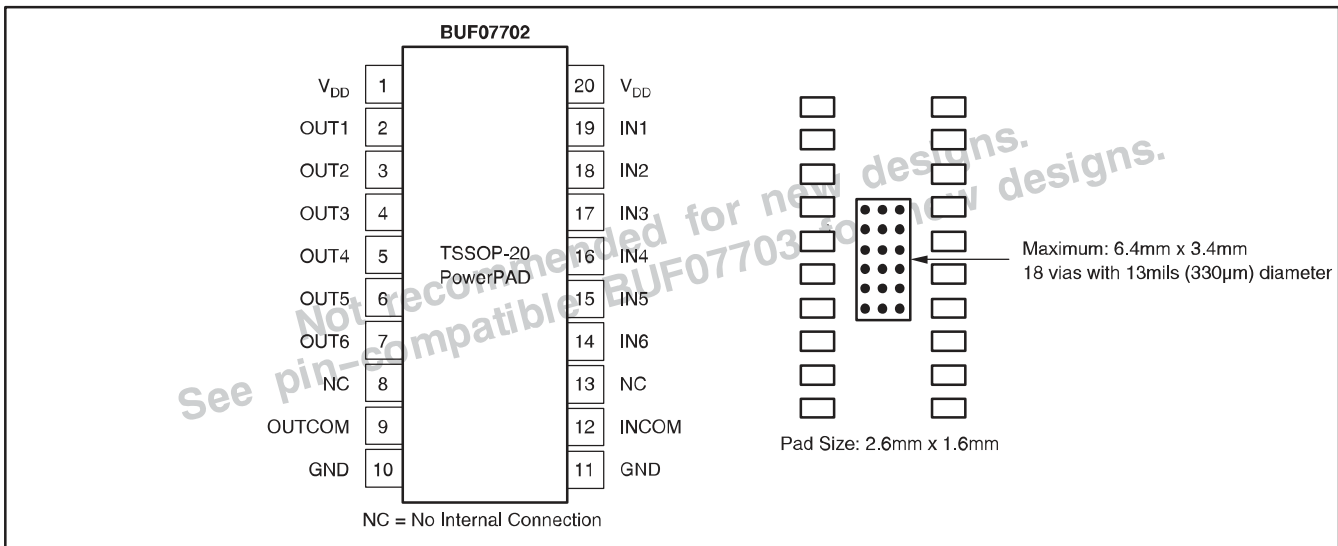 BUF07702
VDD 1 20 VDD
OUT1 2 19 IN1
OUT2 3 18 IN2
OUT3 4 17 IN3
OUT4 5 16 IN4
TSSOP-20
PowerPAD
OUT5 6 15 IN5
OUT6 7 14 IN6
NC 8 13 NC
OUTCOM 9 12 INCOM
GND 10 11 GND
NC = No Internal Connection
Maximum: 6.4mm x 3.4mm
18 vias with 13mils (330μm) diameter
Pad Size: 2.6mm x 1.6mm
Not recommended for new designs.
See pin-compatible BUF07703 for new designs.